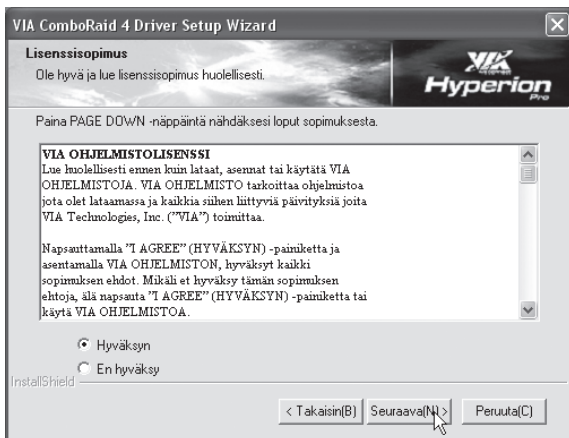 VIA ComboRaid 4 Driver Setup Wizard
Lisenssisopimus
Ole hyvä ja lue lisenssisopimus huolellisesti.
VIA
Hyperion
Pro
Paina PAGE DOWN -näppäintä nähdäksesi loput sopimuksesta.
VIA OHJELMISTOLISENSSI
Lue huolellisesti ennen kuin lataat, asennat tai käytätä VIA
OHJELMISTOJA. VIA OHJELMISTO tarkoittaa ohjelmistoa
jota olet lataamassa ja kaikkia siihen liittyviä päivityksiä joita
VIA Technologies, Inc. ("VIA") toimittaa.
Napsauttamalla "I AGREE" (HYVÄKSYN) -painiketta ja
asentamalla VIA OHJELMISTON, hyväksyt kaikki
sopimuksen ehdot. Mikäli et hyväksy tämän sopimuksen
ehtoja, älä napsauta "I AGREE" (HYVÄKSYN) -painiketta tai
käytä VIA OHJELMISTOA.
Hyväksyn
En hyväksy
InstallShield
< Takaisin(B)
Seuraava(N) >
Peruuta(C)